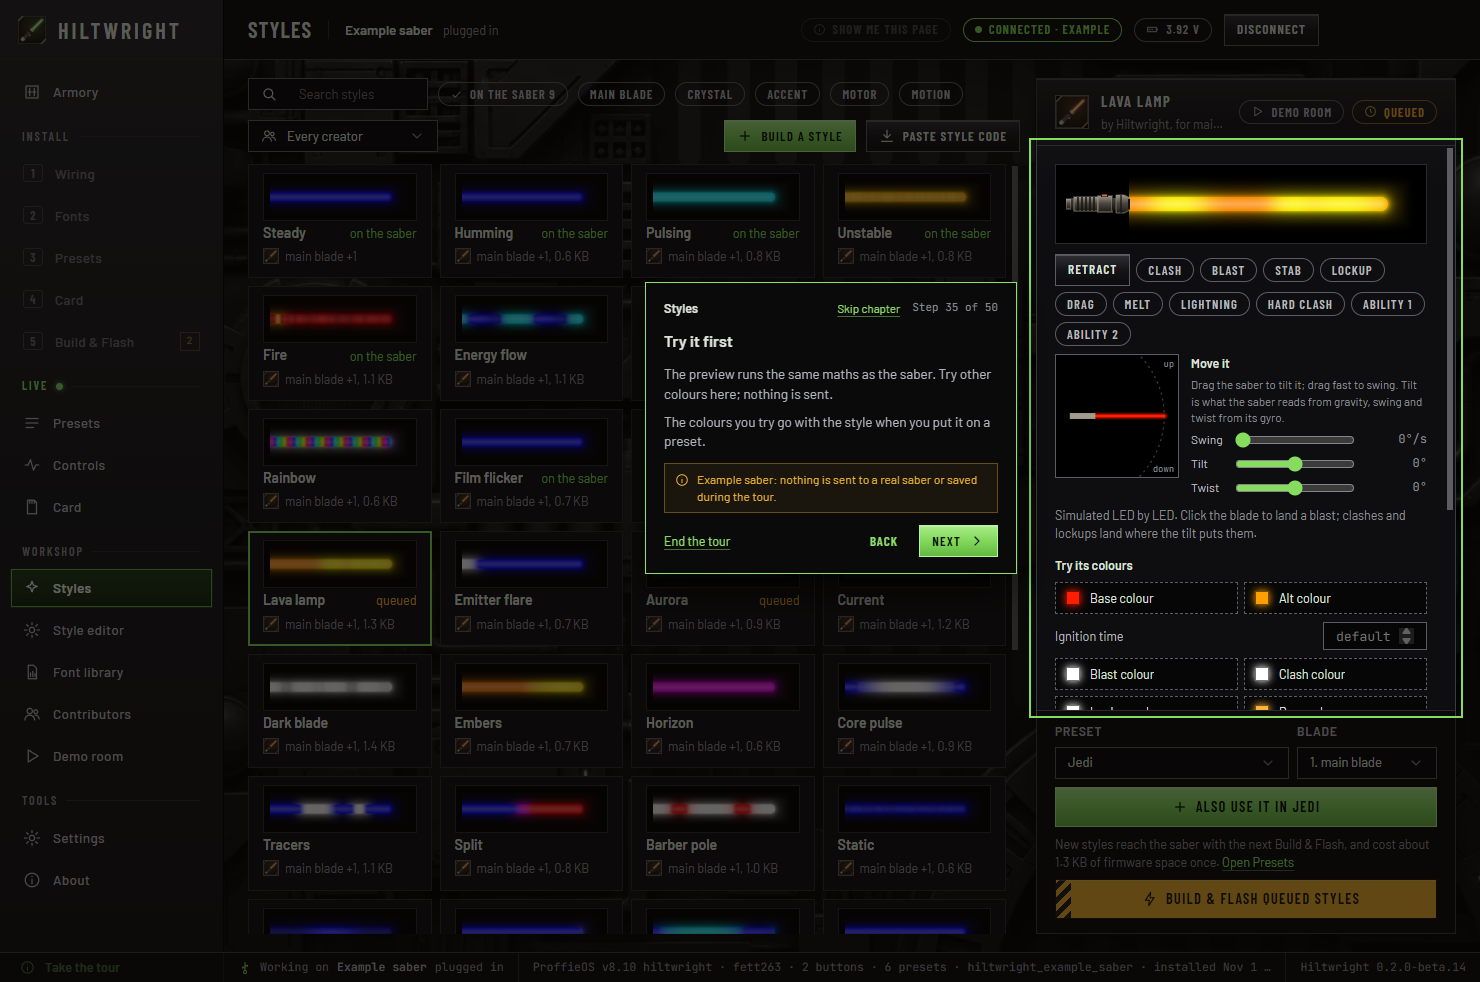 HILTWRIGHT
STYLES
Example saber plugged in
SHOW ME THIS PAGE
CONNECTED · EXAMPLE
3.92 V
DISCONNECT
Armory
INSTALL
1 Wiring
2 Fonts
3 Presets
4 Card
5 Build & Flash 2
LIVE
Presets
Controls
Card
WORKSHOP
Styles
Style editor
Font library
Contributors
Demo room
TOOLS
Settings
About
Take the tour
Search styles
ON THE SABER 9
MAIN BLADE
CRYSTAL
ACCENT
MOTOR
MOTION
Every creator
BUILD A STYLE
PASTE STYLE CODE
Steady on the saber
main blade +1
Humming on the saber
main blade +1, 0.6 KB
Pulsing on the saber
main blade +1, 0.8 KB
Unstable on the saber
main blade +1, 0.8 KB
Fire on the saber
main blade +1, 1.1 KB
Energy flow
main blade +1, 1.1 KB
Rainbow
main blade +1, 0.6 KB
Film flicker on the saber
main blade +1, 0.7 KB
Lava lamp queued
main blade +1, 1.3 KB
Emitter flare
main blade +1, 0.7 KB
Aurora queued
main blade +1, 0.9 KB
Current
main blade +1, 1.2 KB
Dark blade
main blade +1, 1.4 KB
Embers
main blade +1, 0.7 KB
Horizon
main blade +1, 0.6 KB
Core pulse
main blade +1, 0.9 KB
Tracers
main blade +1, 1.1 KB
Split
main blade +1, 0.8 KB
Barber pole
main blade +1, 1.0 KB
Static
main blade +1, 0.6 KB
Styles
Skip chapter
Step 35 of 50
Try it first
The preview runs the same maths as the saber. Try other
colours here; nothing is sent.
The colours you try go with the style when you put it on a
preset.
Example saber: nothing is sent to a real saber or saved
during the tour.
End the tour
BACK
NEXT
LAVA LAMP
by Hiltwright, for mai...
DEMO ROOM
QUEUED
RETRACT
CLASH
BLAST
STAB
LOCKUP
DRAG
MELT
LIGHTNING
HARD CLASH
ABILITY 1
ABILITY 2
up
down
Move it
Drag the saber to tilt it; drag fast to swing. Tilt
is what the saber reads from gravity, swing and
twist from its gyro.
Swing 0°/s
Tilt 0°
Twist 0°
Simulated LED by LED. Click the blade to land a blast; clashes and
lockups land where the tilt puts them.
Try its colours
Base colour
Alt colour
Ignition time default
Blast colour
Clash colour
PRESET
BLADE
Jedi
1. main blade
ALSO USE IT IN JEDI
New styles reach the saber with the next Build & Flash, and cost about
1.3 KB of firmware space once. Open Presets
BUILD & FLASH QUEUED STYLES
Working on Example saber plugged in
ProffieOS v8.10 hiltwright · fett263 · 2 buttons · 6 presets · hiltwright_example_saber · installed Nov 1 …
Hiltwright 0.2.0-beta.14